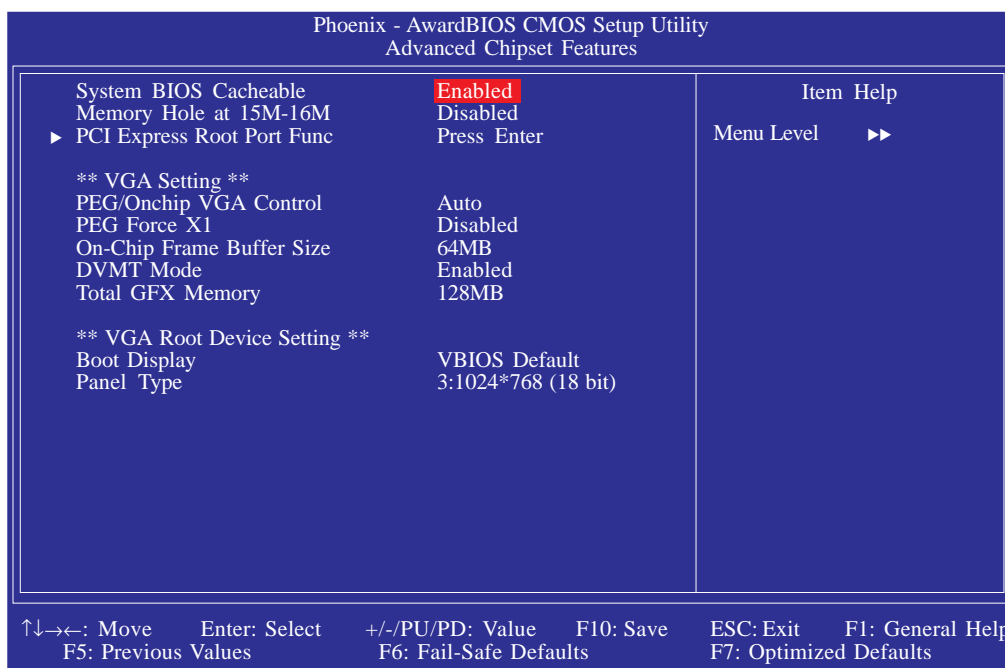 Phoenix - AwardBIOS CMOS Setup Utility
Advanced Chipset Features
System BIOS Cacheable Enabled
Memory Hole at 15M-16M Disabled
▶ PCI Express Root Port Func Press Enter
** VGA Setting **
PEG/Onchip VGA Control Auto
PEG Force X1 Disabled
On-Chip Frame Buffer Size 64MB
DVMT Mode Enabled
Total GFX Memory 128MB
** VGA Root Device Setting **
Boot Display VBIOS Default
Panel Type 3:1024*768 (18 bit)
Item Help
Menu Level ▶▶
↑↓→←: Move Enter: Select +/-/PU/PD: Value F10: Save ESC: Exit F1: General Help
F5: Previous Values F6: Fail-Safe Defaults F7: Optimized Defaults